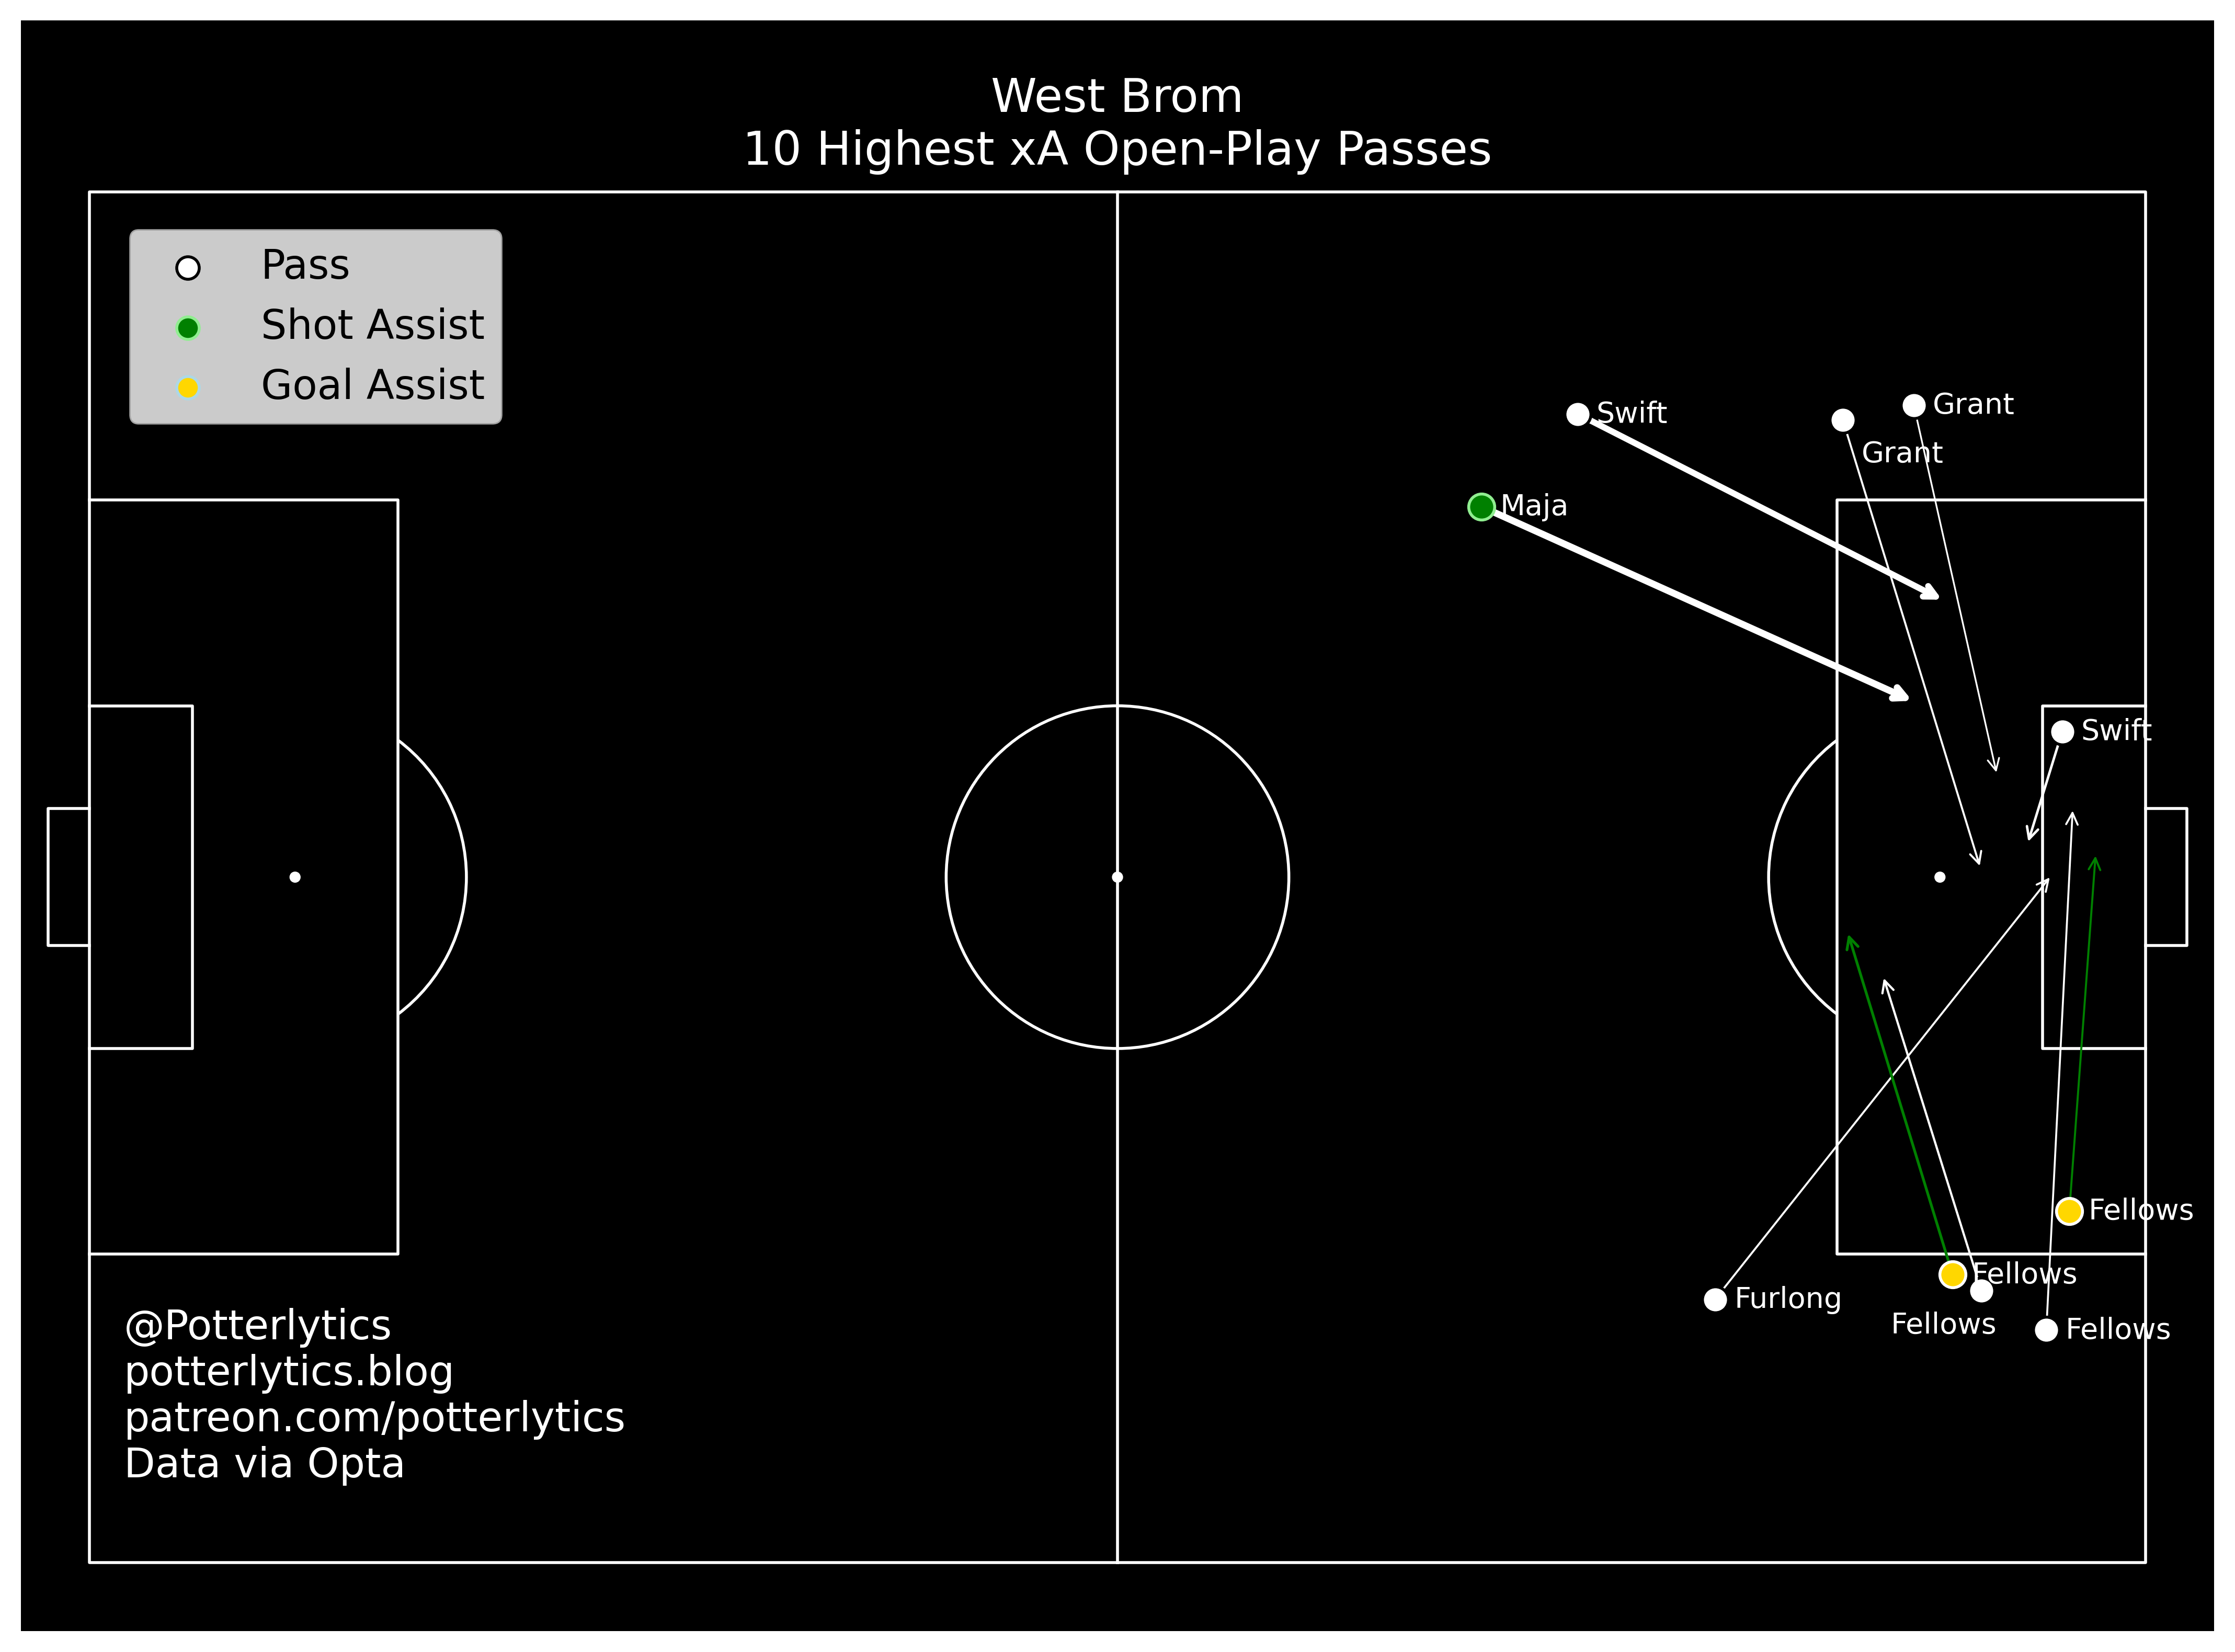 West Brom
10 Highest xA Open-Play Passes
Pass
Shot Assist
Goal Assist
Swift
Grant
Grant
Maja
Swift
Fellows
Fellows
Furlong
Fellows
Fellows
@Potterlytics
potterlytics.blog
patreon.com/potterlytics
Data via Opta